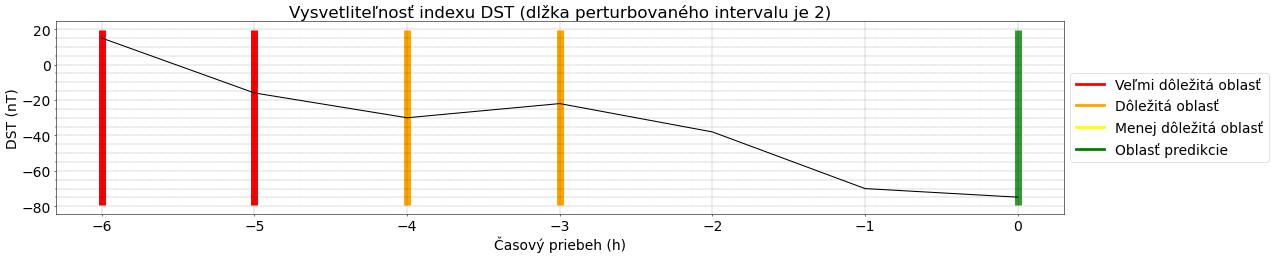 Vysvetliteľnosť indexu DST (dlžka perturbovaného intervalu je 2)
20
0
−20
−40
−60
−80
DST (nT)
−6 −5 −4 −3 −2 −1 0
Časový priebeh (h)
Veľmi dôležitá oblasť
Dôležitá oblasť
Menej dôležitá oblasť
Oblasť predikcie